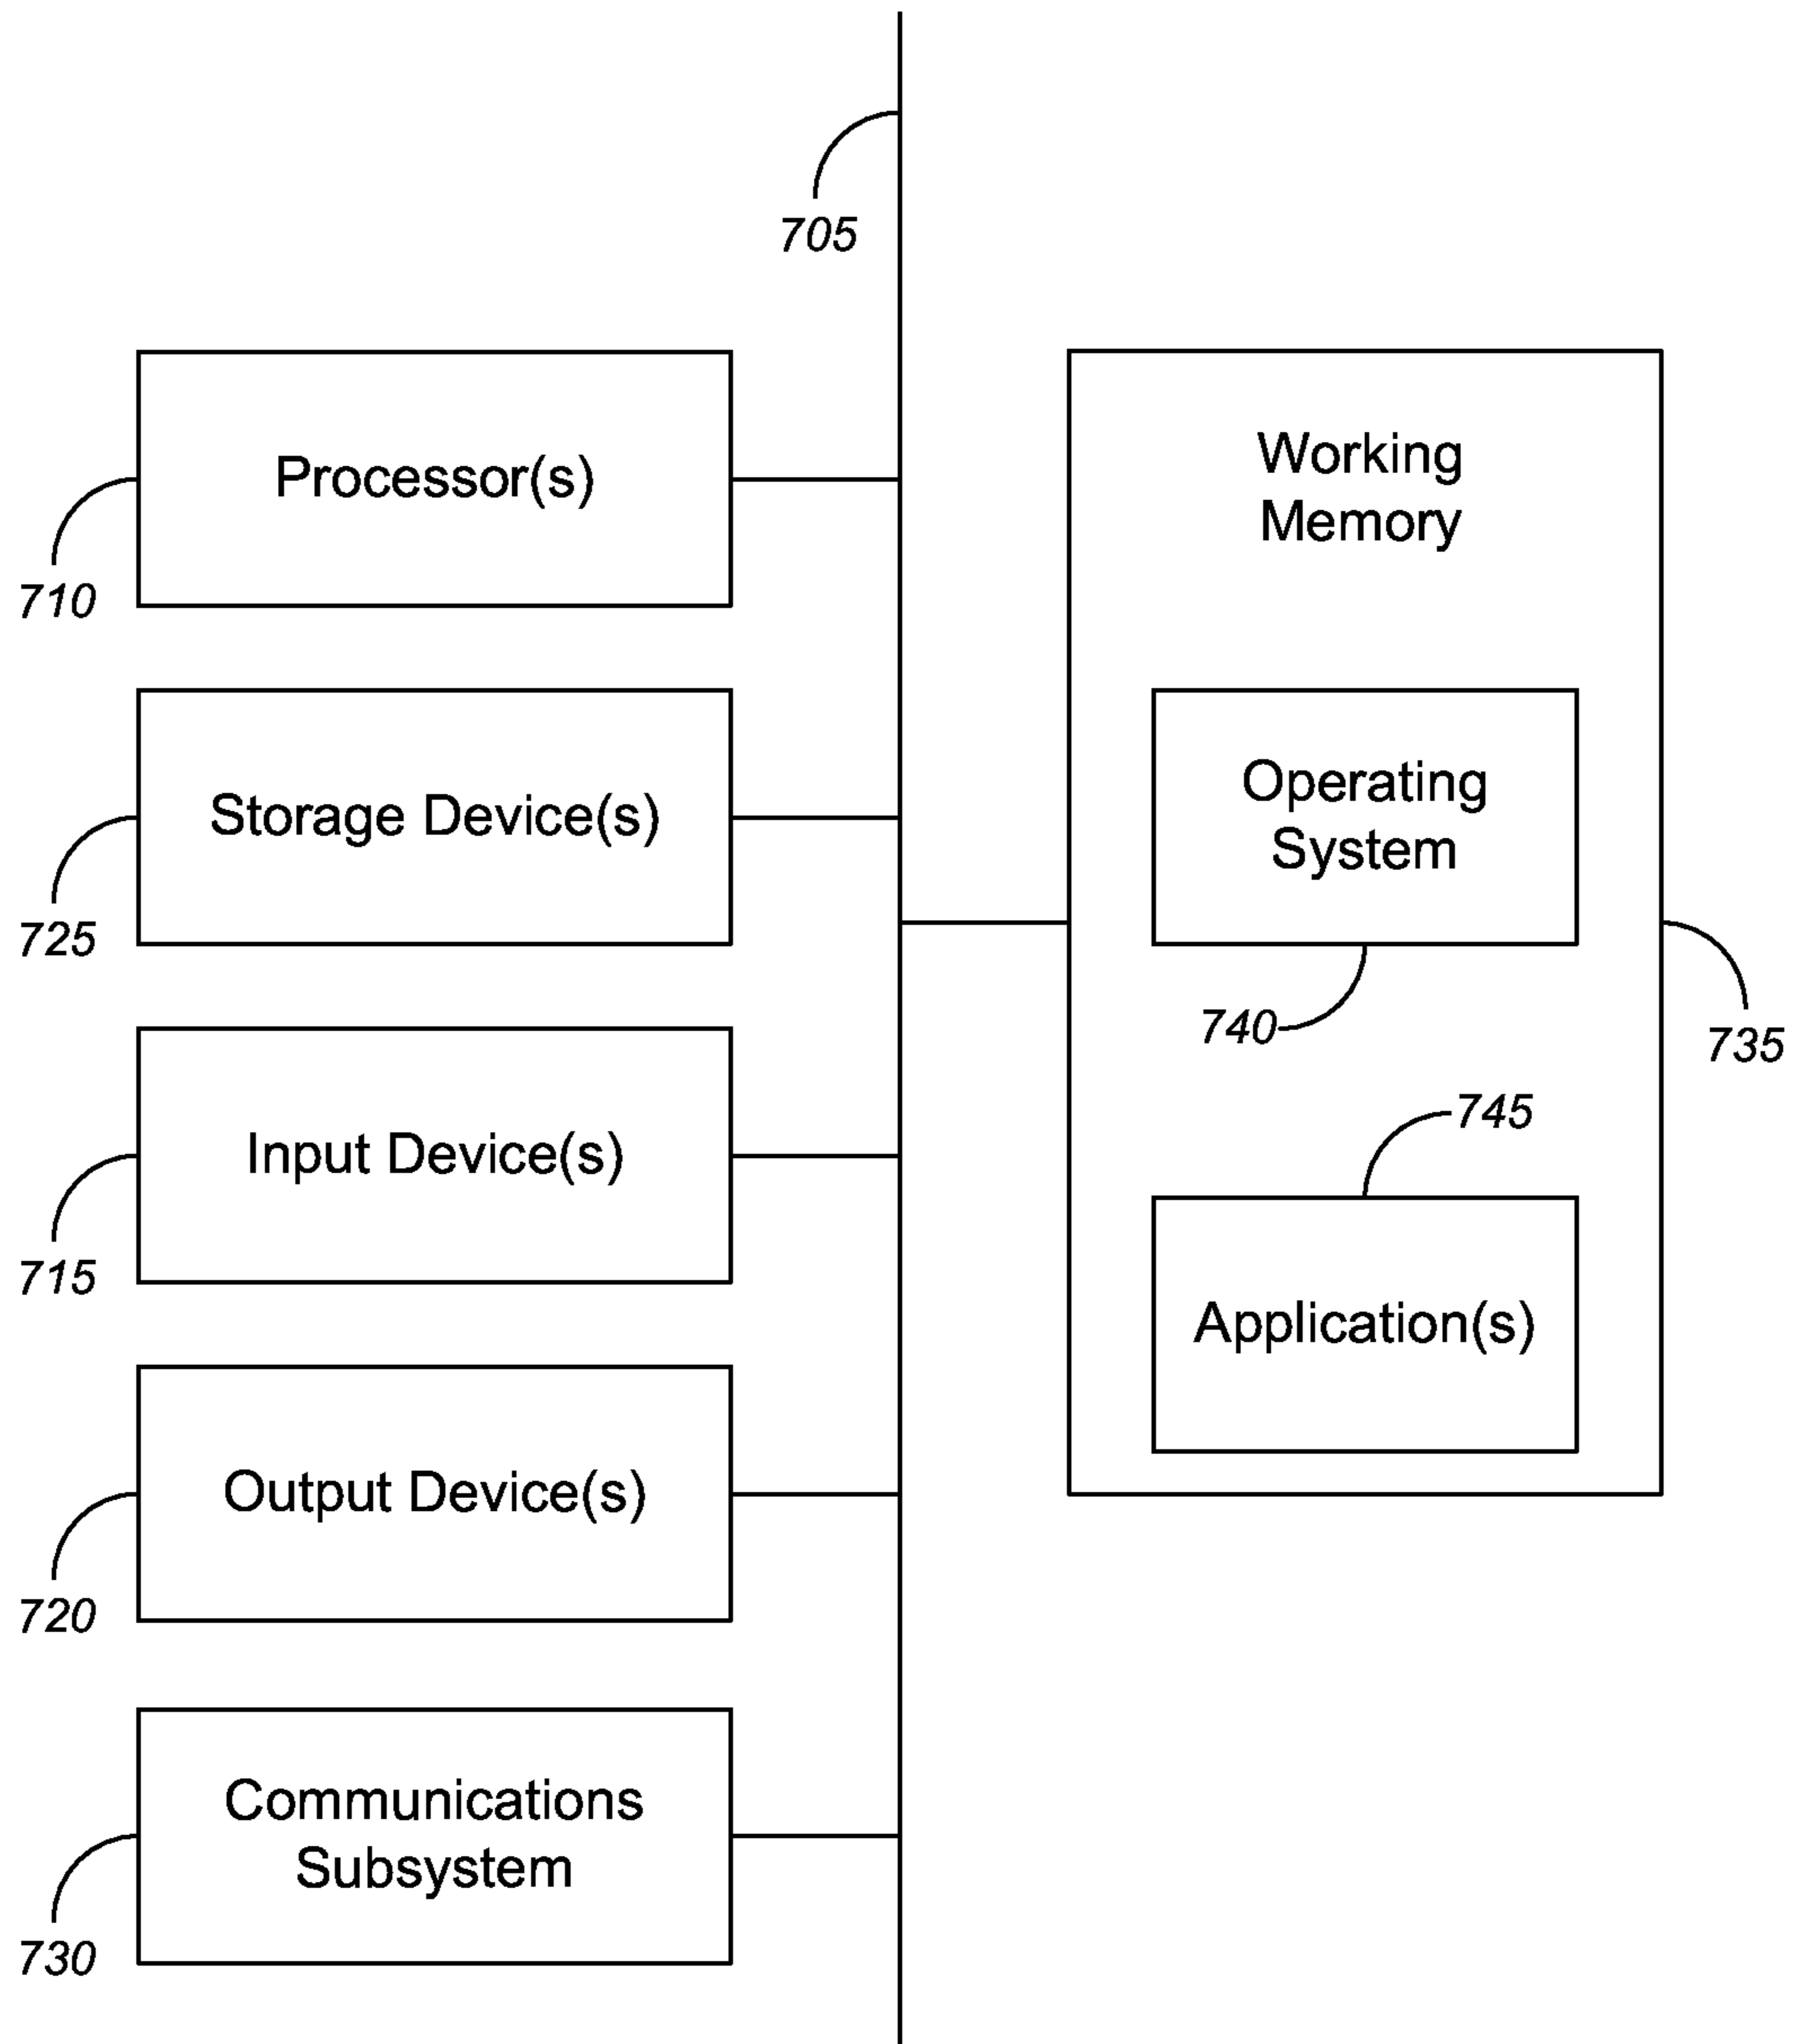 705
Processor(s)
710
Storage Device(s)
725
Input Device(s)
715
Output Device(s)
720
Communications
Subsystem
730
Working
Memory
Operating
System
740
735
745
Application(s)